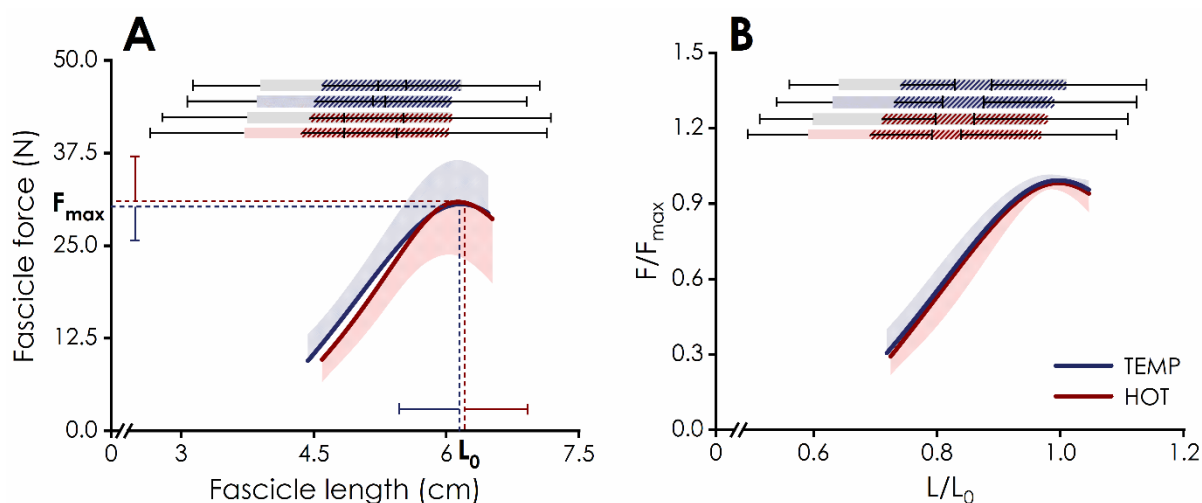 A
B
50.0
37.5
F max
25.0
12.5
0.0
Fascicle force (N)
0
3
4.5
6
L0
7.5
Fascicle length (cm)
1.5
1.2
0.9
0.6
0.3
0.0
F/Fmax
TEMP
HOT
0
0.6
0.8
1.0
1.2
L/L0